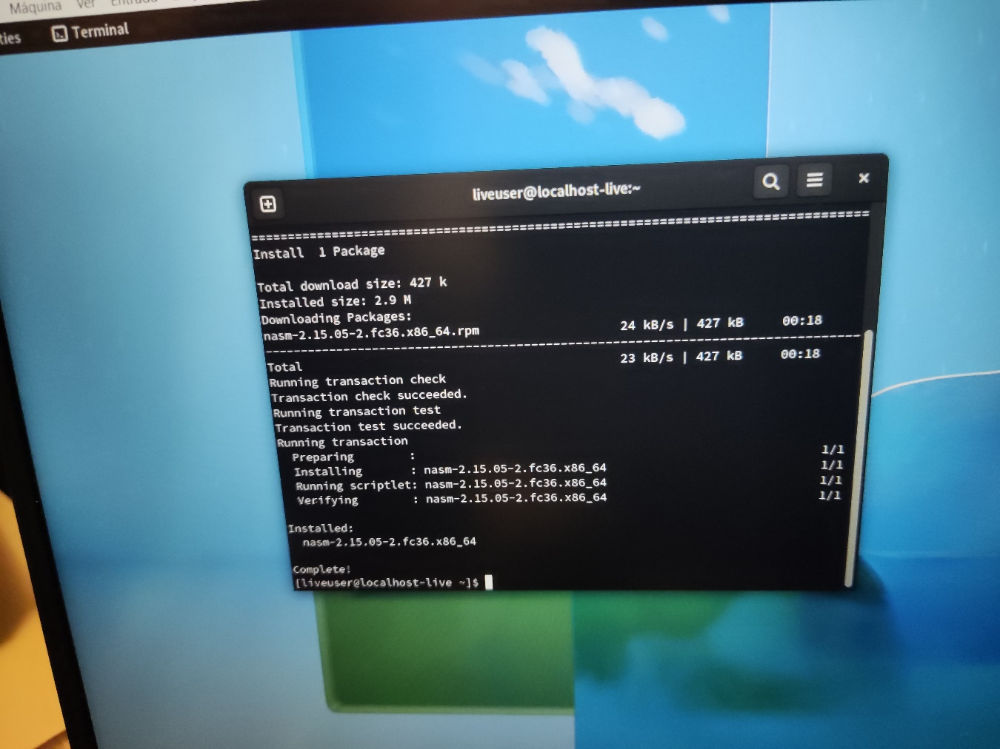 Máquina Ver Entrada
ties Terminal
liveuser@localhost-live:~
================================================================================
Install 1 Package
Total download size: 427 k
Installed size: 2.9 M
Downloading Packages:
nasm-2.15.05-2.fc36.x86_64.rpm 24 kB/s | 427 kB 00:18
--------------------------------------------------------------------------------
Total 23 kB/s | 427 kB 00:18
Running transaction check
Transaction check succeeded.
Running transaction test
Transaction test succeeded.
Running transaction
Preparing : 1/1
Installing : nasm-2.15.05-2.fc36.x86_64 1/1
Running scriptlet: nasm-2.15.05-2.fc36.x86_64 1/1
Verifying : nasm-2.15.05-2.fc36.x86_64 1/1
Installed:
nasm-2.15.05-2.fc36.x86_64
Complete!
[liveuser@localhost-live ~]$